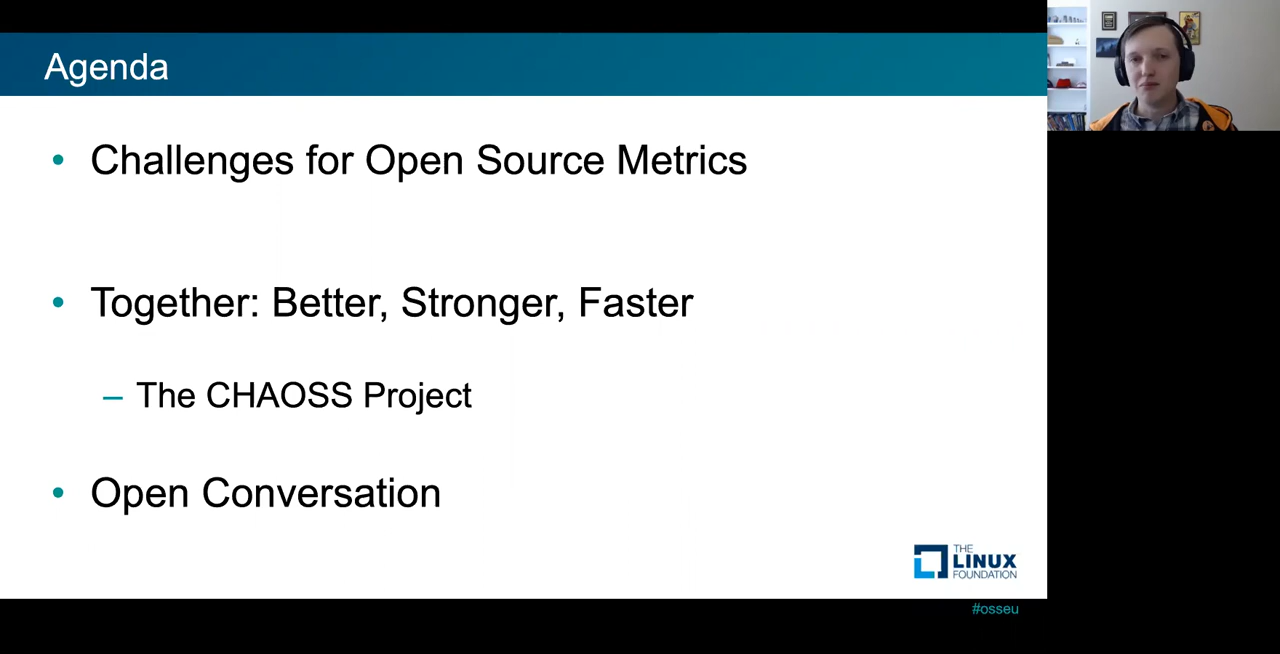 Agenda
• Challenges for Open Source Metrics
• Together: Better, Stronger, Faster
– The CHAOSS Project
• Open Conversation
THE
LINUX
FOUNDATION
#osseu